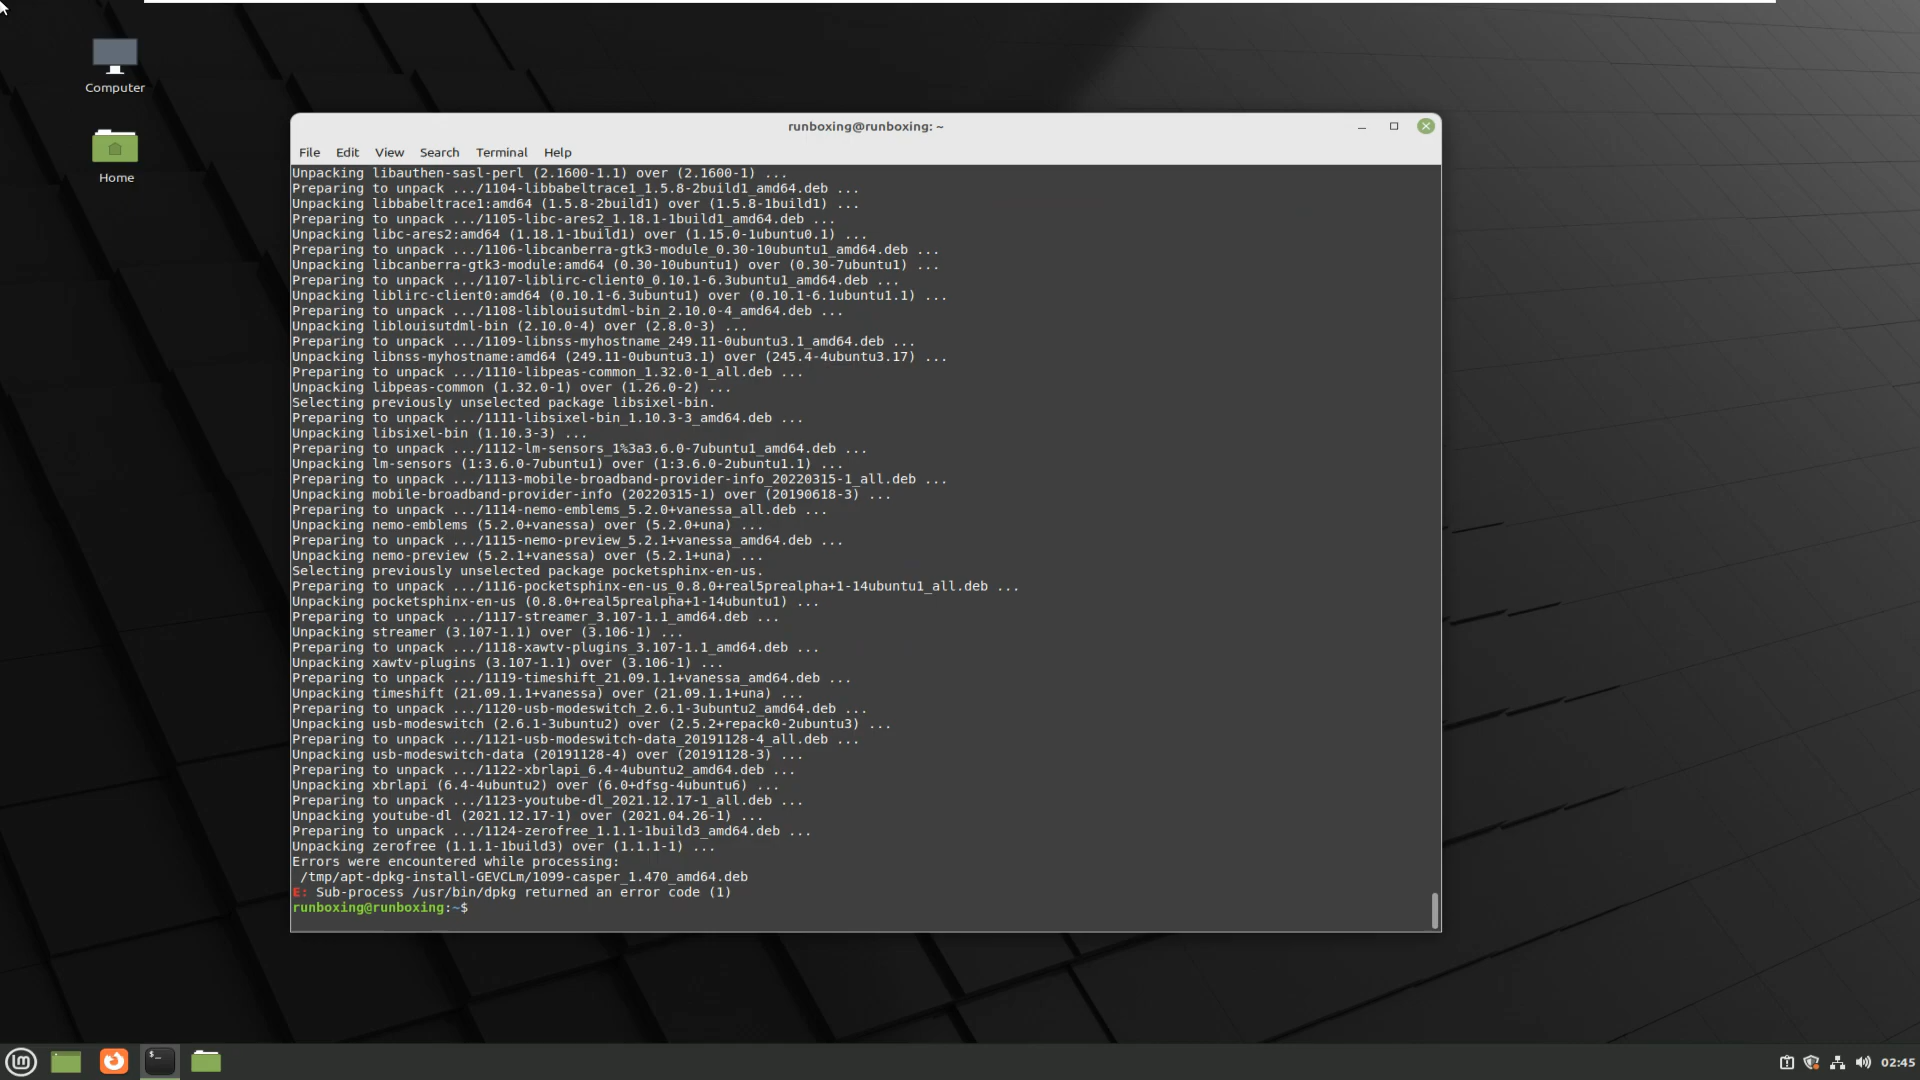 Computer
Home
runboxing@runboxing: ~
File Edit View Search Terminal Help
Unpacking libauthen-sasl-perl (2.1600-1.1) over (2.1600-1) ...
Preparing to unpack .../1104-libbabeltrace1_1.5.8-2build1_amd64.deb ...
Unpacking libbabeltrace1:amd64 (1.5.8-2build1) over (1.5.8-1build1) ...
Preparing to unpack .../1105-libc-ares2_1.18.1-1build1_amd64.deb ...
Unpacking libc-ares2:amd64 (1.18.1-1build1) over (1.15.0-1ubuntu0.1) ...
Preparing to unpack .../1106-libcanberra-gtk3-module_0.30-10ubuntu1_amd64.deb ...
Unpacking libcanberra-gtk3-module:amd64 (0.30-10ubuntu1) over (0.30-7ubuntu1) ...
Preparing to unpack .../1107-liblirc-client0_0.10.1-6.3ubuntu1_amd64.deb ...
Unpacking liblirc-client0:amd64 (0.10.1-6.3ubuntu1) over (0.10.1-6.1ubuntu1.1) ...
Preparing to unpack .../1108-liblouisutdml-bin_2.10.0-4_amd64.deb ...
Unpacking liblouisutdml-bin (2.10.0-4) over (2.8.0-3) ...
Preparing to unpack .../1109-libnss-myhostname_249.11-0ubuntu3.1_amd64.deb ...
Unpacking libnss-myhostname:amd64 (249.11-0ubuntu3.1) over (245.4-4ubuntu3.17) ...
Preparing to unpack .../1110-libpeas-common_1.32.0-1_all.deb ...
Unpacking libpeas-common (1.32.0-1) over (1.26.0-2) ...
Selecting previously unselected package libsixel-bin.
Preparing to unpack .../1111-libsixel-bin_1.10.3-3_amd64.deb ...
Unpacking libsixel-bin (1.10.3-3) ...
Preparing to unpack .../1112-lm-sensors_1%3a3.6.0-7ubuntu1_amd64.deb ...
Unpacking lm-sensors (1:3.6.0-7ubuntu1) over (1:3.6.0-2ubuntu1.1) ...
Preparing to unpack .../1113-mobile-broadband-provider-info_20220315-1_all.deb ...
Unpacking mobile-broadband-provider-info (20220315-1) over (20190618-3) ...
Preparing to unpack .../1114-nemo-emblems_5.2.0+vanessa_all.deb ...
Unpacking nemo-emblems (5.2.0+vanessa) over (5.2.0+una) ...
Preparing to unpack .../1115-nemo-preview_5.2.1+vanessa_amd64.deb ...
Unpacking nemo-preview (5.2.1+vanessa) over (5.2.1+una) ...
Selecting previously unselected package pocketsphinx-en-us.
Preparing to unpack .../1116-pocketsphinx-en-us_0.8.0+real5prealpha+1-14ubuntu1_all.deb ...
Unpacking pocketsphinx-en-us (0.8.0+real5prealpha+1-14ubuntu1) ...
Preparing to unpack .../1117-streamer_3.107-1.1_amd64.deb ...
Unpacking streamer (3.107-1.1) over (3.106-1) ...
Preparing to unpack .../1118-xawtv-plugins_3.107-1.1_amd64.deb ...
Unpacking xawtv-plugins (3.107-1.1) over (3.106-1) ...
Preparing to unpack .../1119-timeshift_21.09.1.1+vanessa_amd64.deb ...
Unpacking timeshift (21.09.1.1+vanessa) over (21.09.1.1+una) ...
Preparing to unpack .../1120-usb-modeswitch_2.6.1-3ubuntu2_amd64.deb ...
Unpacking usb-modeswitch (2.6.1-3ubuntu2) over (2.5.2+repack0-2ubuntu3) ...
Preparing to unpack .../1121-usb-modeswitch-data_20191128-4_all.deb ...
Unpacking usb-modeswitch-data (20191128-4) over (20191128-3) ...
Preparing to unpack .../1122-xbrlapi_6.4-4ubuntu2_amd64.deb ...
Unpacking xbrlapi (6.4-4ubuntu2) over (6.0+dfsg-4ubuntu6) ...
Preparing to unpack .../1123-youtube-dl_2021.12.17-1_all.deb ...
Unpacking youtube-dl (2021.12.17-1) over (2021.04.26-1) ...
Preparing to unpack .../1124-zerofree_1.1.1-1build3_amd64.deb ...
Unpacking zerofree (1.1.1-1build3) over (1.1.1-1) ...
Errors were encountered while processing:
 /tmp/apt-dpkg-install-GEVCLm/1099-casper_1.470_amd64.deb
E: Sub-process /usr/bin/dpkg returned an error code (1)
runboxing@runboxing:~$
02:45